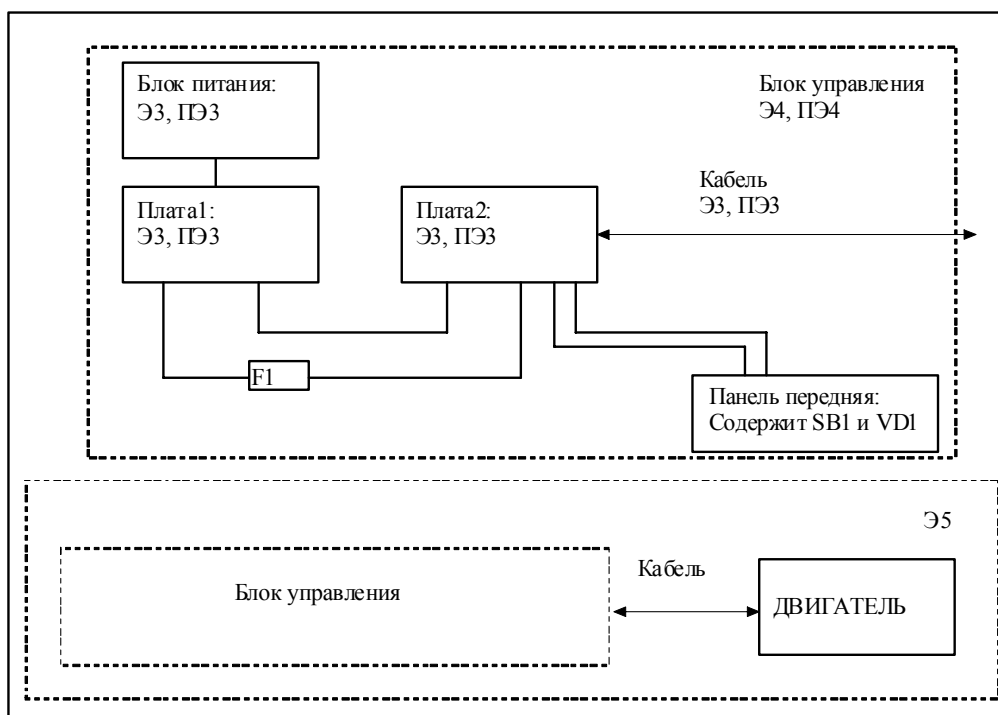 Блок питания:
Э3, ПЭ3
Блок управления
Э4, ПЭ4
Кабель
Э3, ПЭ3
Плата1:
Э3, ПЭ3
Плата2:
Э3, ПЭ3
F1
Панель передняя:
Содержит SB1 и VD1
Э5
Блок управления
Кабель
ДВИГАТЕЛЬ